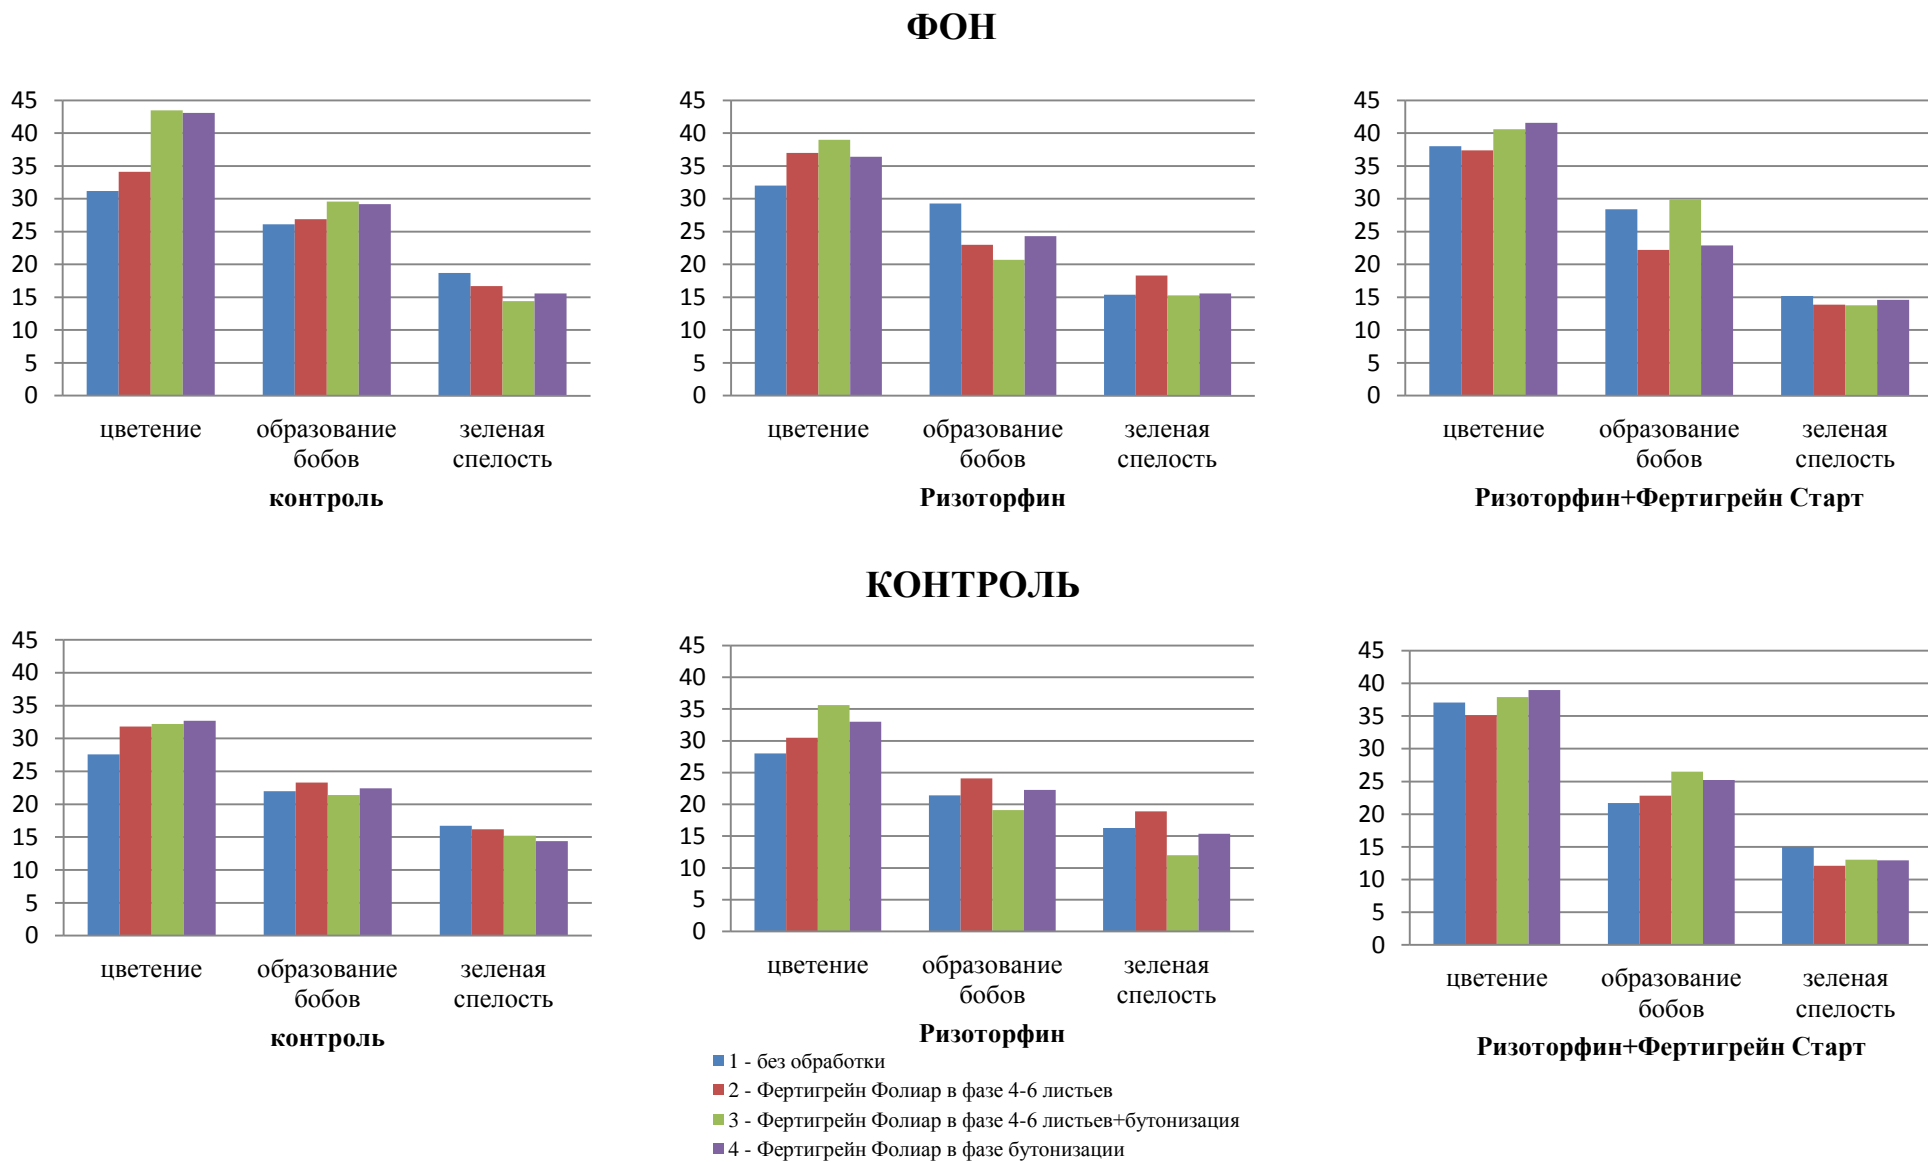 ФОН
45
40
35
30
25
20
15
10
5
0
цветение
образование
бобов
зеленая
спелость
контроль
45
40
35
30
25
20
15
10
5
0
цветение
образование
бобов
зеленая
спелость
Ризоторфин
45
40
35
30
25
20
15
10
5
0
цветение
образование
бобов
зеленая
спелость
Ризоторфин+Фертигрейн Старт
КОНТРОЛЬ
45
40
35
30
25
20
15
10
5
0
цветение
образование
бобов
зеленая
спелость
контроль
45
40
35
30
25
20
15
10
5
0
цветение
образование
бобов
зеленая
спелость
Ризоторфин
45
40
35
30
25
20
15
10
5
0
цветение
образование
бобов
зеленая
спелость
Ризоторфин+Фертигрейн Старт
1 - без обработки
2 - Фертигрейн Фолиар в фазе 4-6 листьев
3 - Фертигрейн Фолиар в фазе 4-6 листьев+бутонизация
4 - Фертигрейн Фолиар в фазе бутонизации